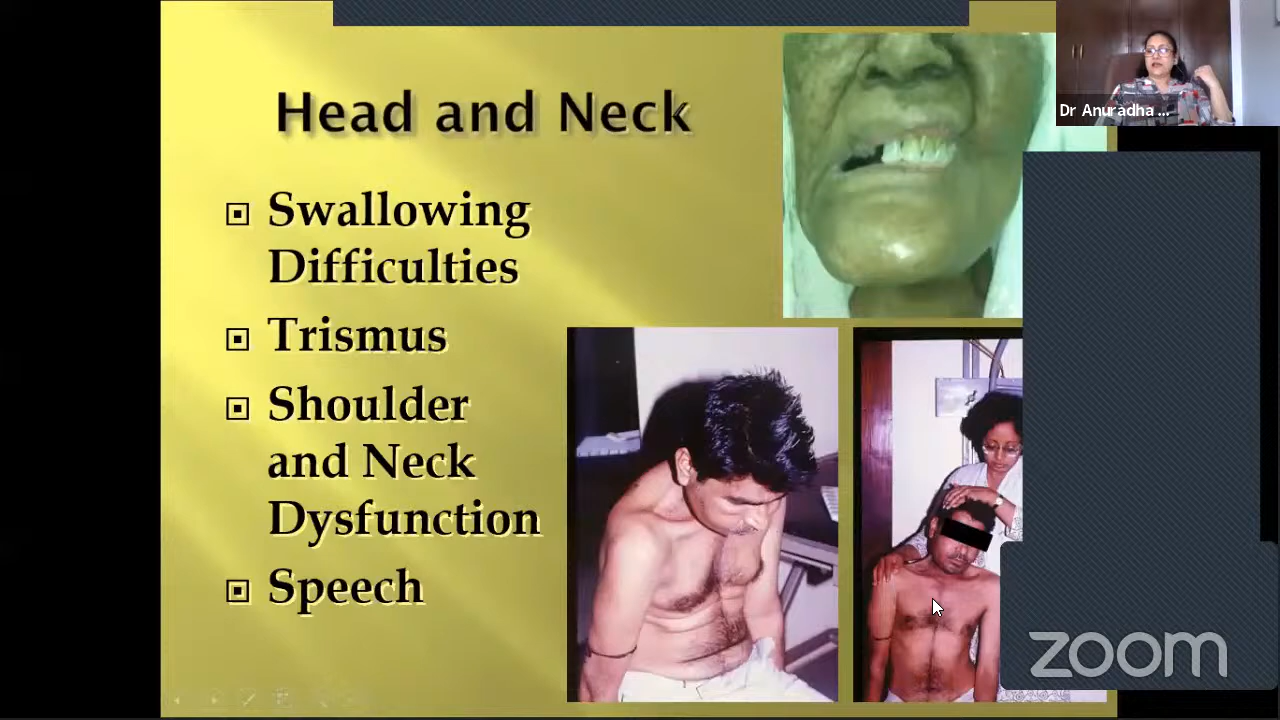 Head and Neck
Swallowing
Difficulties
Trismus
Shoulder
and Neck
Dysfunction
Speech
Dr Anuradha ...
zoom